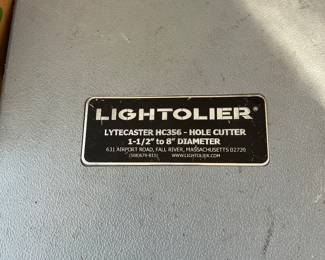 LIGHTOLIER®
LYTECASTER HC356 - HOLE CUTTER
1-1/2" to 8" DIAMETER
631 AIRPORT ROAD, FALL RIVER, MASSACHUSETTS 02720
WWW.LIGHTOLIER.COM